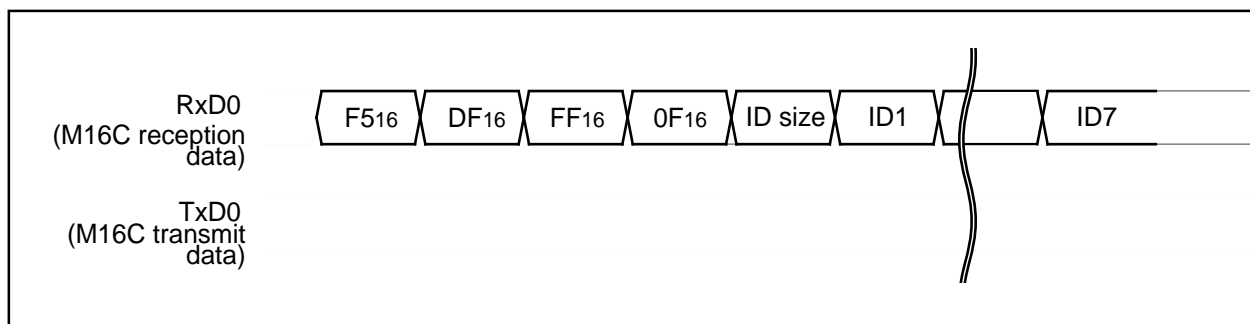 RxD0
(M16C reception
data)
F516 DF16 FF16 0F16 ID size ID1 ID7
TxD0
(M16C transmit
data)